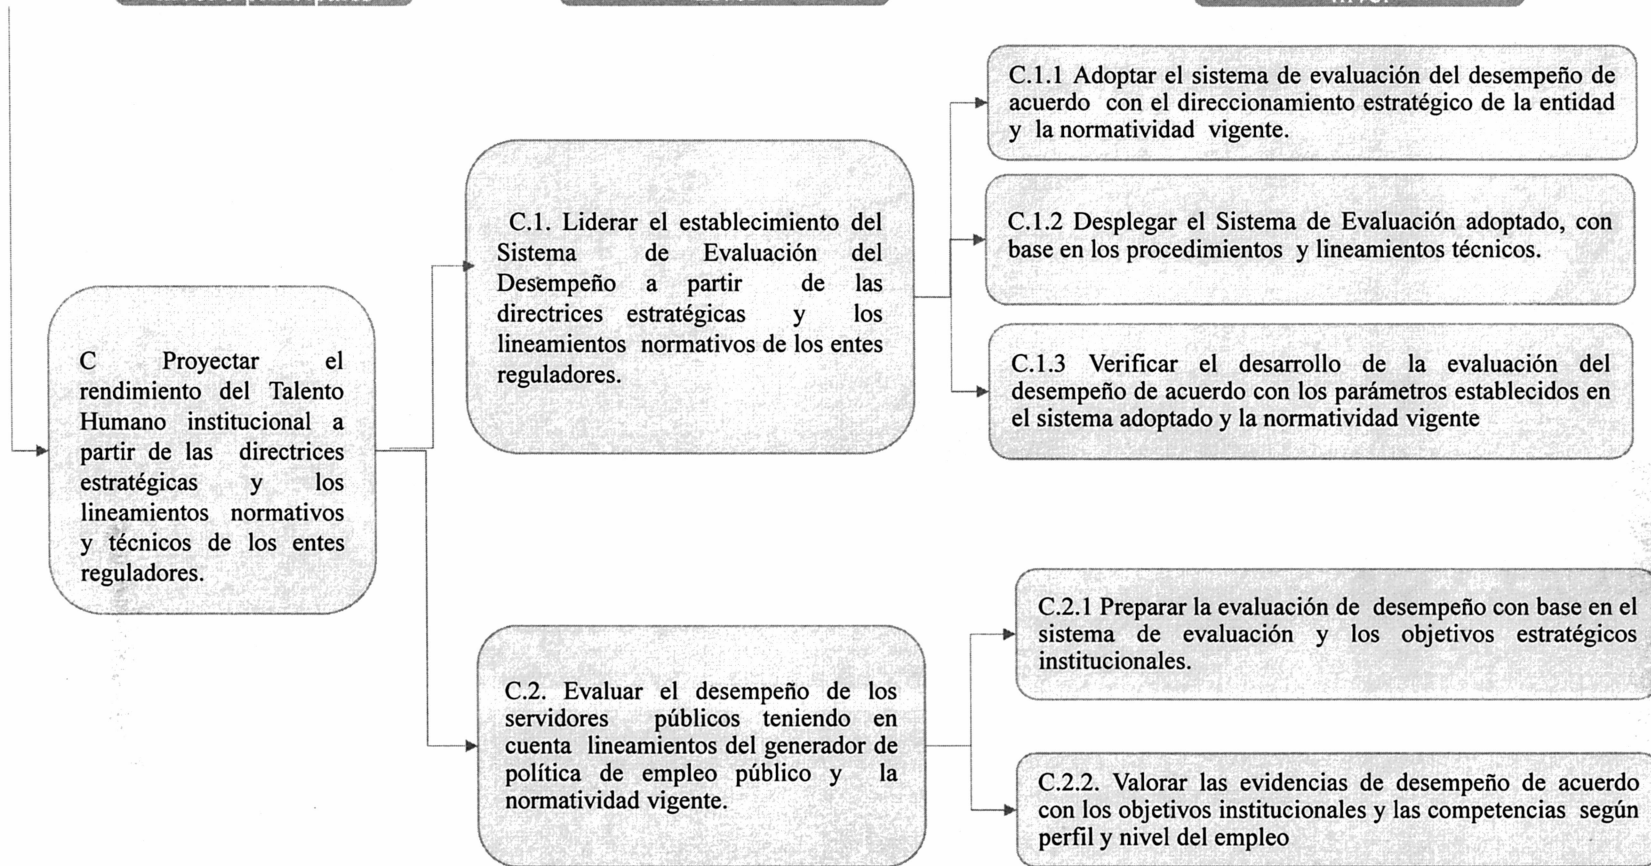 C Proyectar el
rendimiento del Talento
Humano institucional a
partir de las directrices
estratégicas y los
lineamientos normativos
y técnicos de los entes
reguladores.
C.1. Liderar el establecimiento del
Sistema de Evaluación del
Desempeño a partir de las
directrices estratégicas y los
lineamientos normativos de los entes
reguladores.
C.1.1 Adoptar el sistema de evaluación del desempeño de
acuerdo con el direccionamiento estratégico de la entidad
y la normatividad vigente.
C.1.2 Desplegar el Sistema de Evaluación adoptado, con
base en los procedimientos y lineamientos técnicos.
C.1.3 Verificar el desarrollo de la evaluación del
desempeño de acuerdo con los parámetros establecidos en
el sistema adoptado y la normatividad vigente
C.2. Evaluar el desempeño de los
servidores públicos teniendo en
cuenta lineamientos del generador de
política de empleo público y la
normatividad vigente.
C.2.1 Preparar la evaluación de desempeño con base en el
sistema de evaluación y los objetivos estratégicos
institucionales.
C.2.2. Valorar las evidencias de desempeño de acuerdo
con los objetivos institucionales y las competencias según
perfil y nivel del empleo